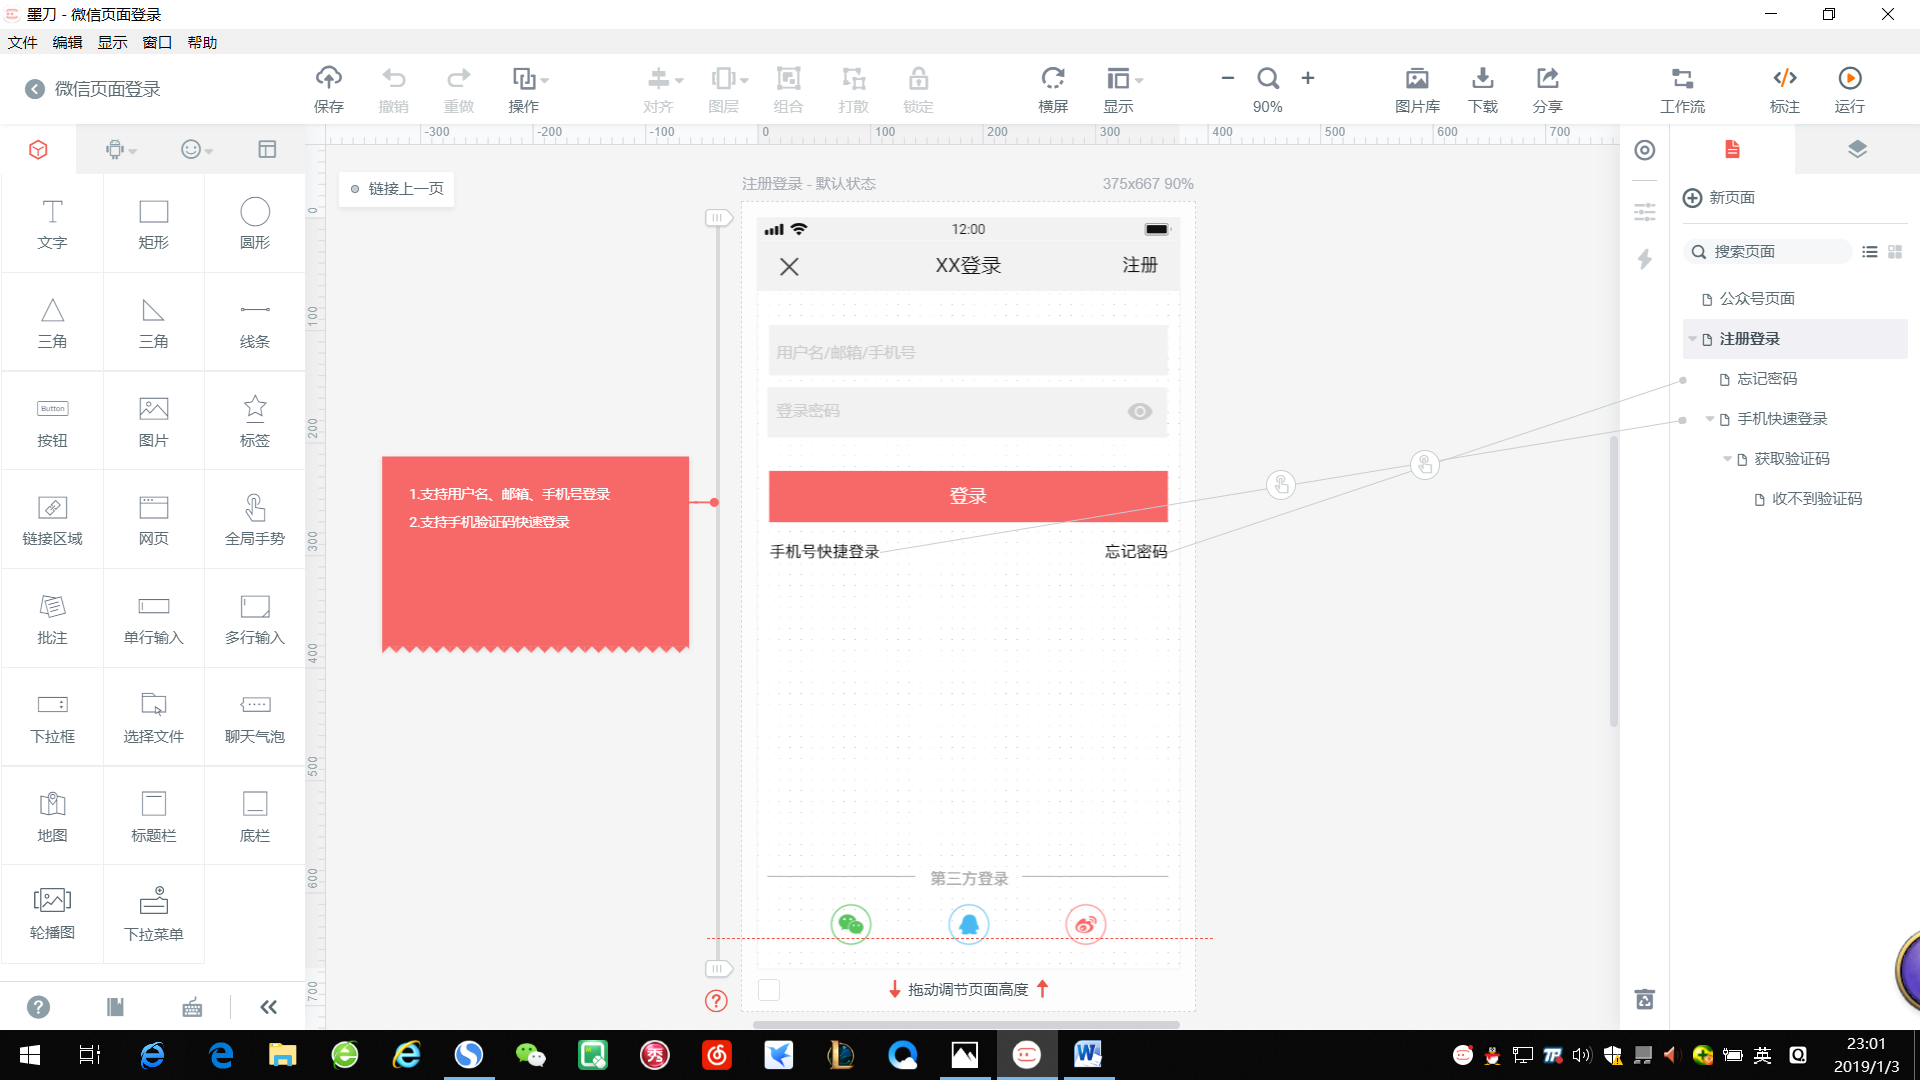 墨刀 - 微信页面登录
文件 编辑 显示 窗口 帮助
微信页面登录
保存 撤销 重做 操作 对齐 图层 组合 打散 锁定 横屏 显示 90% 图片库 下载 分享 工作流 标注 运行
-300 -200 -100 0 100 200 300 400 500 600 700
0
100
200
300
400
500
600
700
文字 矩形 圆形
三角 三角 线条
Button
按钮 图片 标签
链接区域 网页 全局手势
批注 单行输入 多行输入
下拉框 选择文件 聊天气泡
地图 标题栏 底栏
轮播图 下拉菜单
链接上一页
1.支持用户名、邮箱、手机号登录
2.支持手机验证码快速登录
注册登录 - 默认状态 375x667 90%
12:00
XX登录 注册
用户名/邮箱/手机号
登录密码
登录
手机号快捷登录 忘记密码
第三方登录
拖动调节页面高度
新页面
搜索页面
公众号页面
注册登录
忘记密码
手机快速登录
获取验证码
收不到验证码
英
23:01
2019/1/3